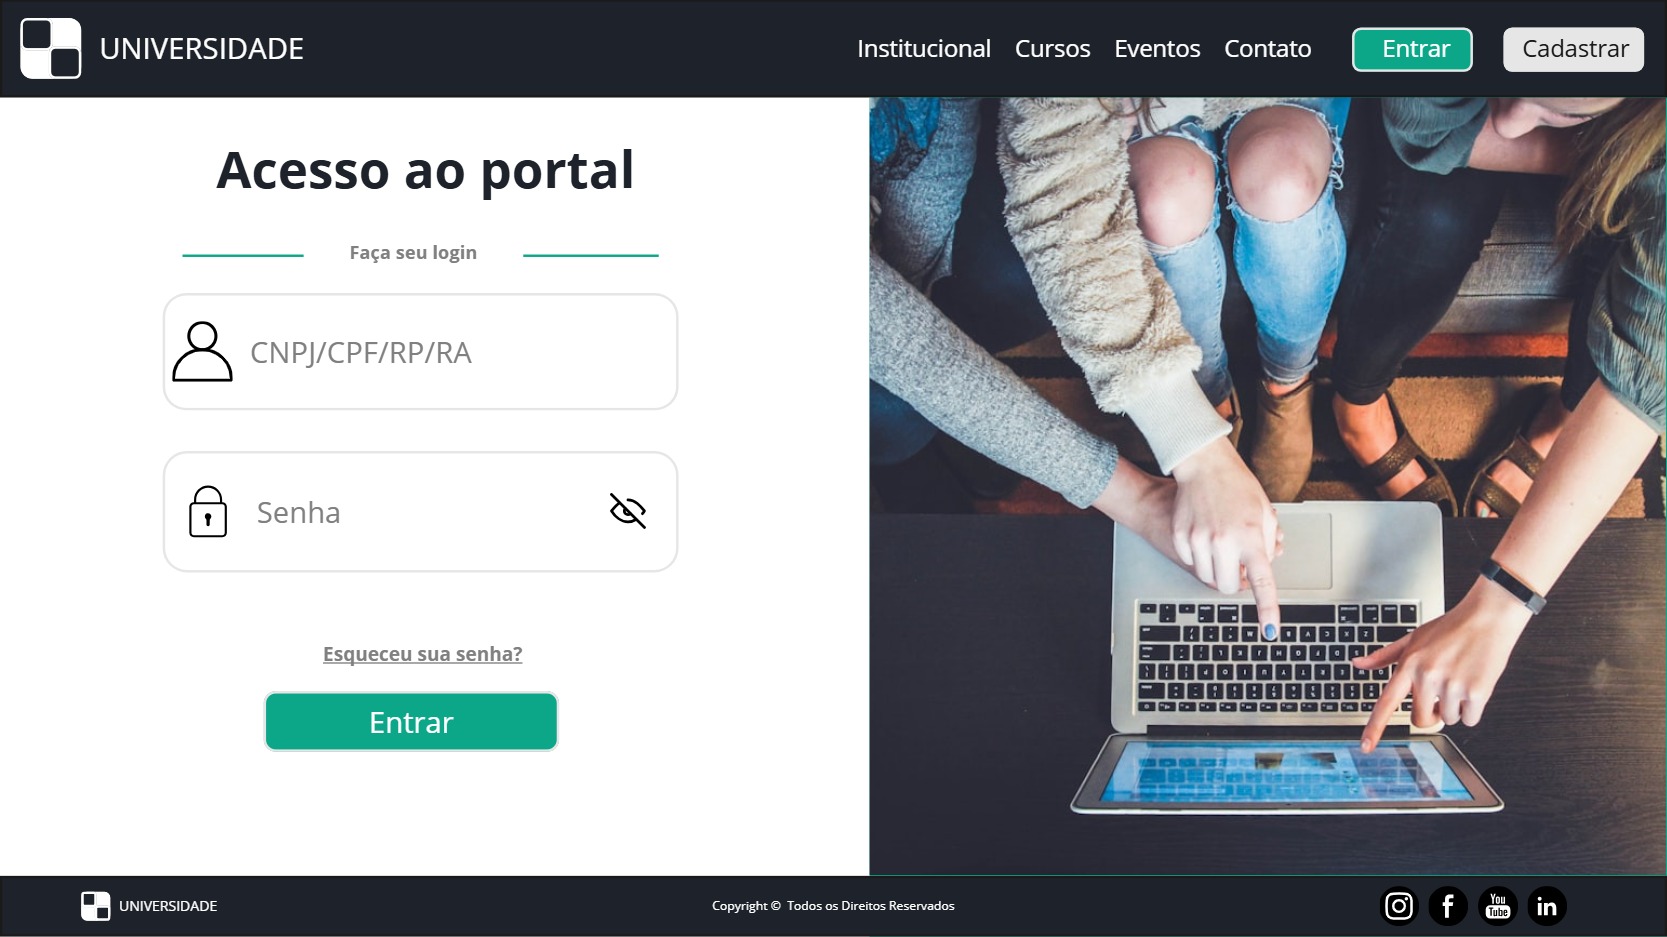 UNIVERSIDADE
Institucional Cursos Eventos Contato Entrar Cadastrar
Acesso ao portal
Faça seu login
CNPJ/CPF/RP/RA
Senha
Esqueceu sua senha?
Entrar
UNIVERSIDADE
Copyright © Todos os Direitos Reservados
You
Tube
in